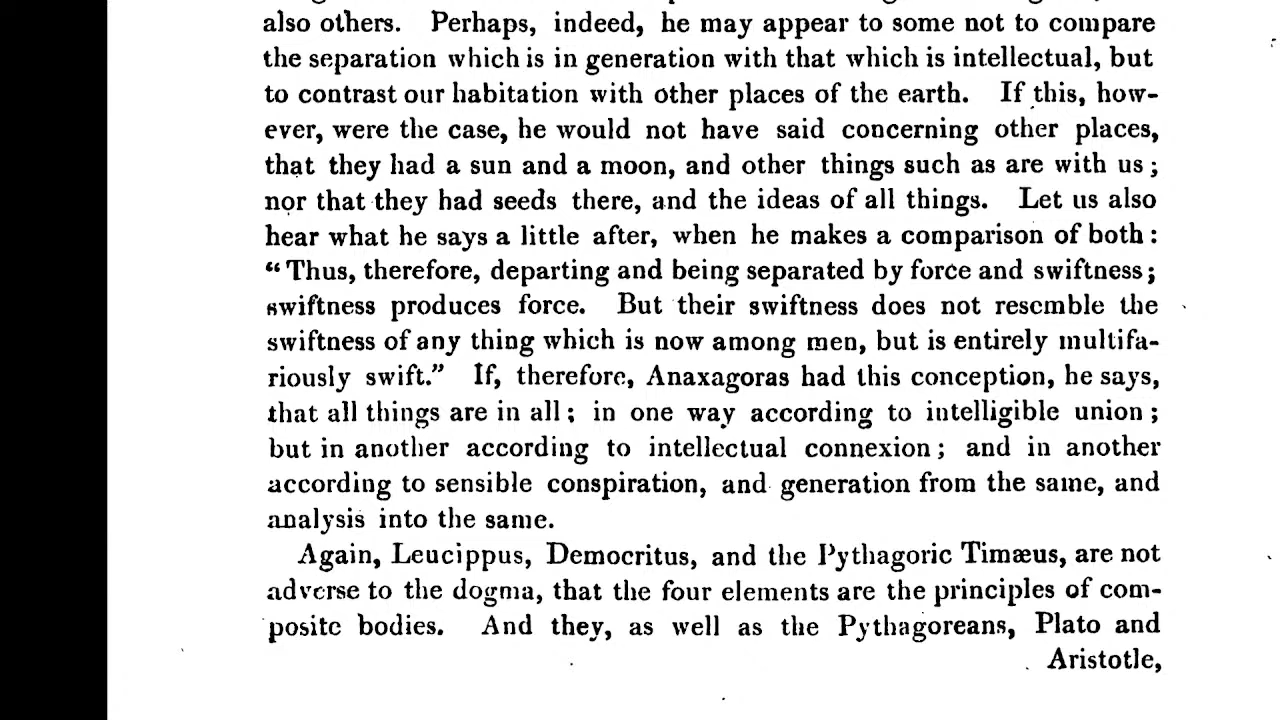 also others. Perhaps, indeed, he may appear to some not to compare
the separation which is in generation with that which is intellectual, but
to contrast our habitation with other places of the earth. If this, how-
ever, were the case, he would not have said concerning other places,
that they had a sun and a moon, and other things such as are with us;
nor that they had seeds there, and the ideas of all things. Let us also
hear what he says a little after, when he makes a comparison of both:
“Thus, therefore, departing and being separated by force and swiftness;
swiftness produces force. But their swiftness does not resemble the
swiftness of any thing which is now among men, but is entirely multifa-
riously swift.” If, therefore, Anaxagoras had this conception, he says,
that all things are in all; in one way according to intelligible union;
but in another according to intellectual connexion; and in another
according to sensible conspiration, and generation from the same, and
analysis into the same.
Again, Leucippus, Democritus, and the Pythagoric Timæus, are not
adverse to the dogma, that the four elements are the principles of com-
posite bodies. And they, as well as the Pythagoreans, Plato and
Aristotle,